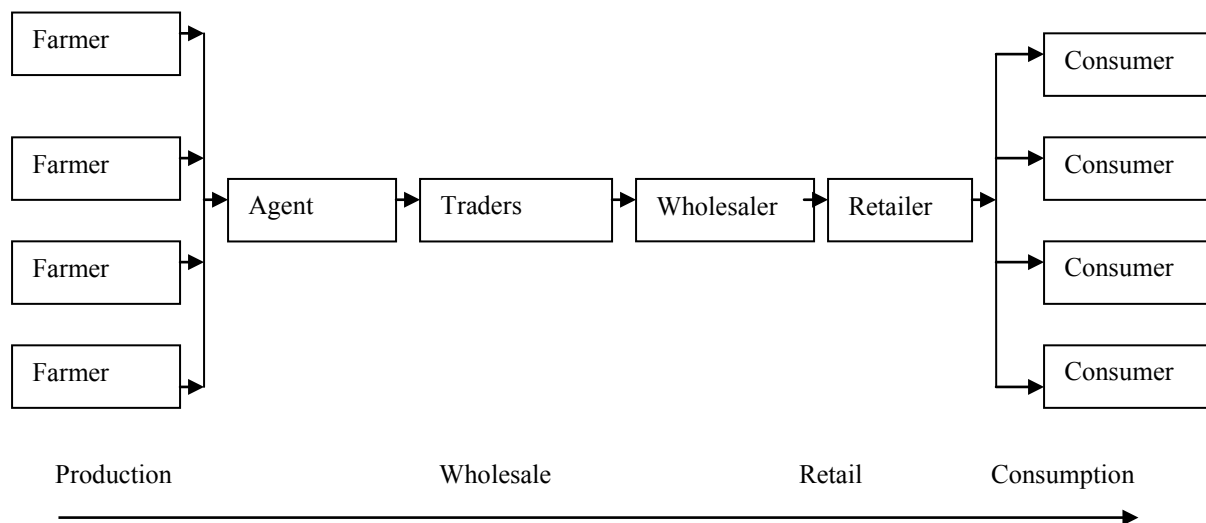 Farmer
Consumer
Farmer
Consumer
Agent
Traders
Wholesaler
Retailer
Farmer
Consumer
Farmer
Consumer
Production
Wholesale
Retail
Consumption